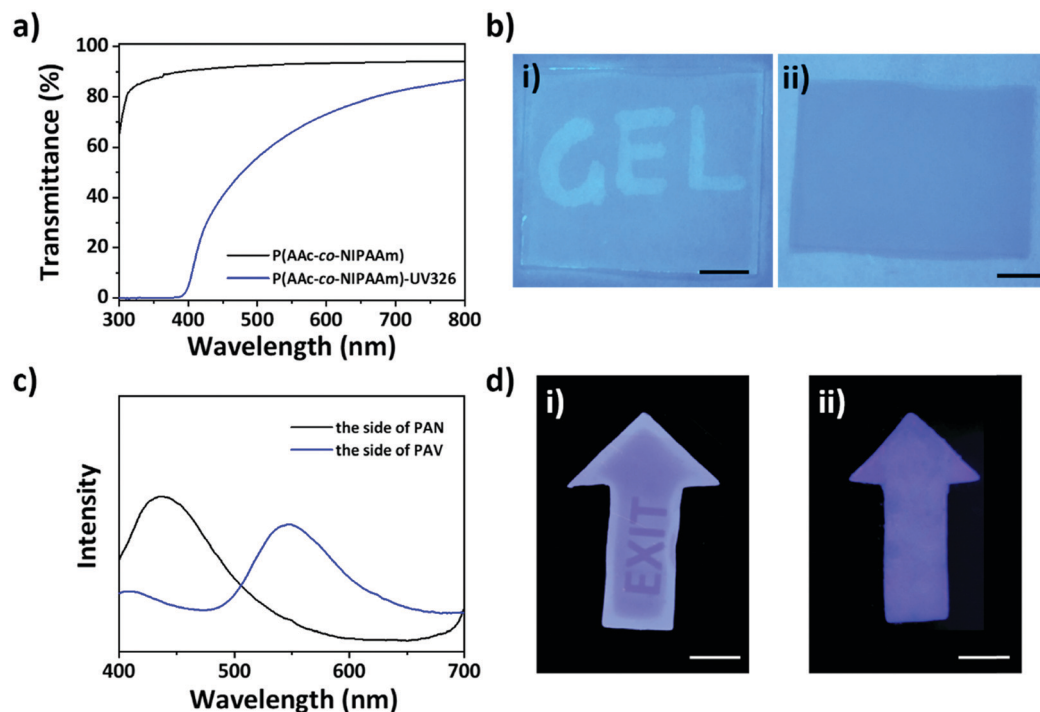 a)
100
80
60
40
20
0
Transmittance (%)
P(AAc-co-NIPAAm)
P(AAc-co-NIPAAm)-UV326
300 400 500 600 700 800
Wavelength (nm)
b)
i)
GEL
ii)
c)
the side of PAN
the side of PAV
Intensity
400 500 600 700
Wavelength (nm)
d)
i)
EXIT
ii)